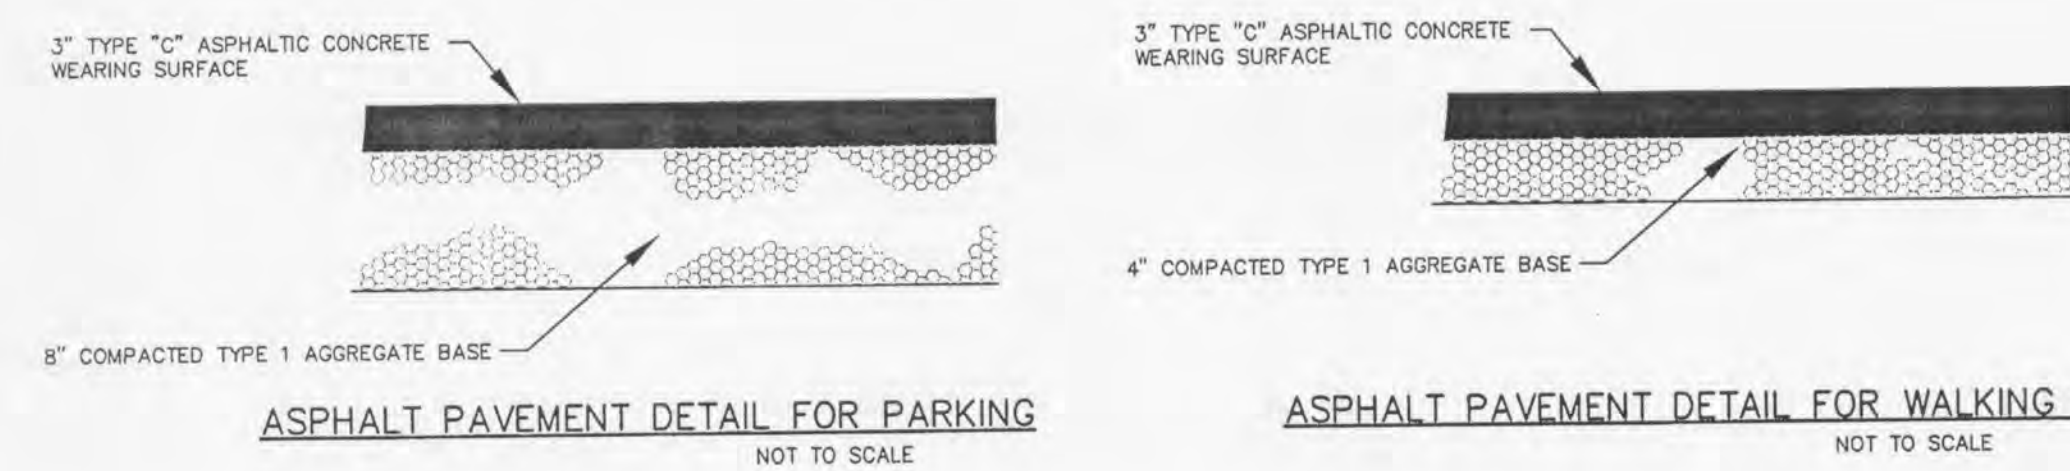 3" TYPE "C" ASPHALTIC CONCRETE
WEARING SURFACE
8" COMPACTED TYPE 1 AGGREGATE BASE
ASPHALT PAVEMENT DETAIL FOR PARKING
NOT TO SCALE
3" TYPE "C" ASPHALTIC CONCRETE
WEARING SURFACE
4" COMPACTED TYPE 1 AGGREGATE BASE
ASPHALT PAVEMENT DETAIL FOR WALKING
NOT TO SCALE